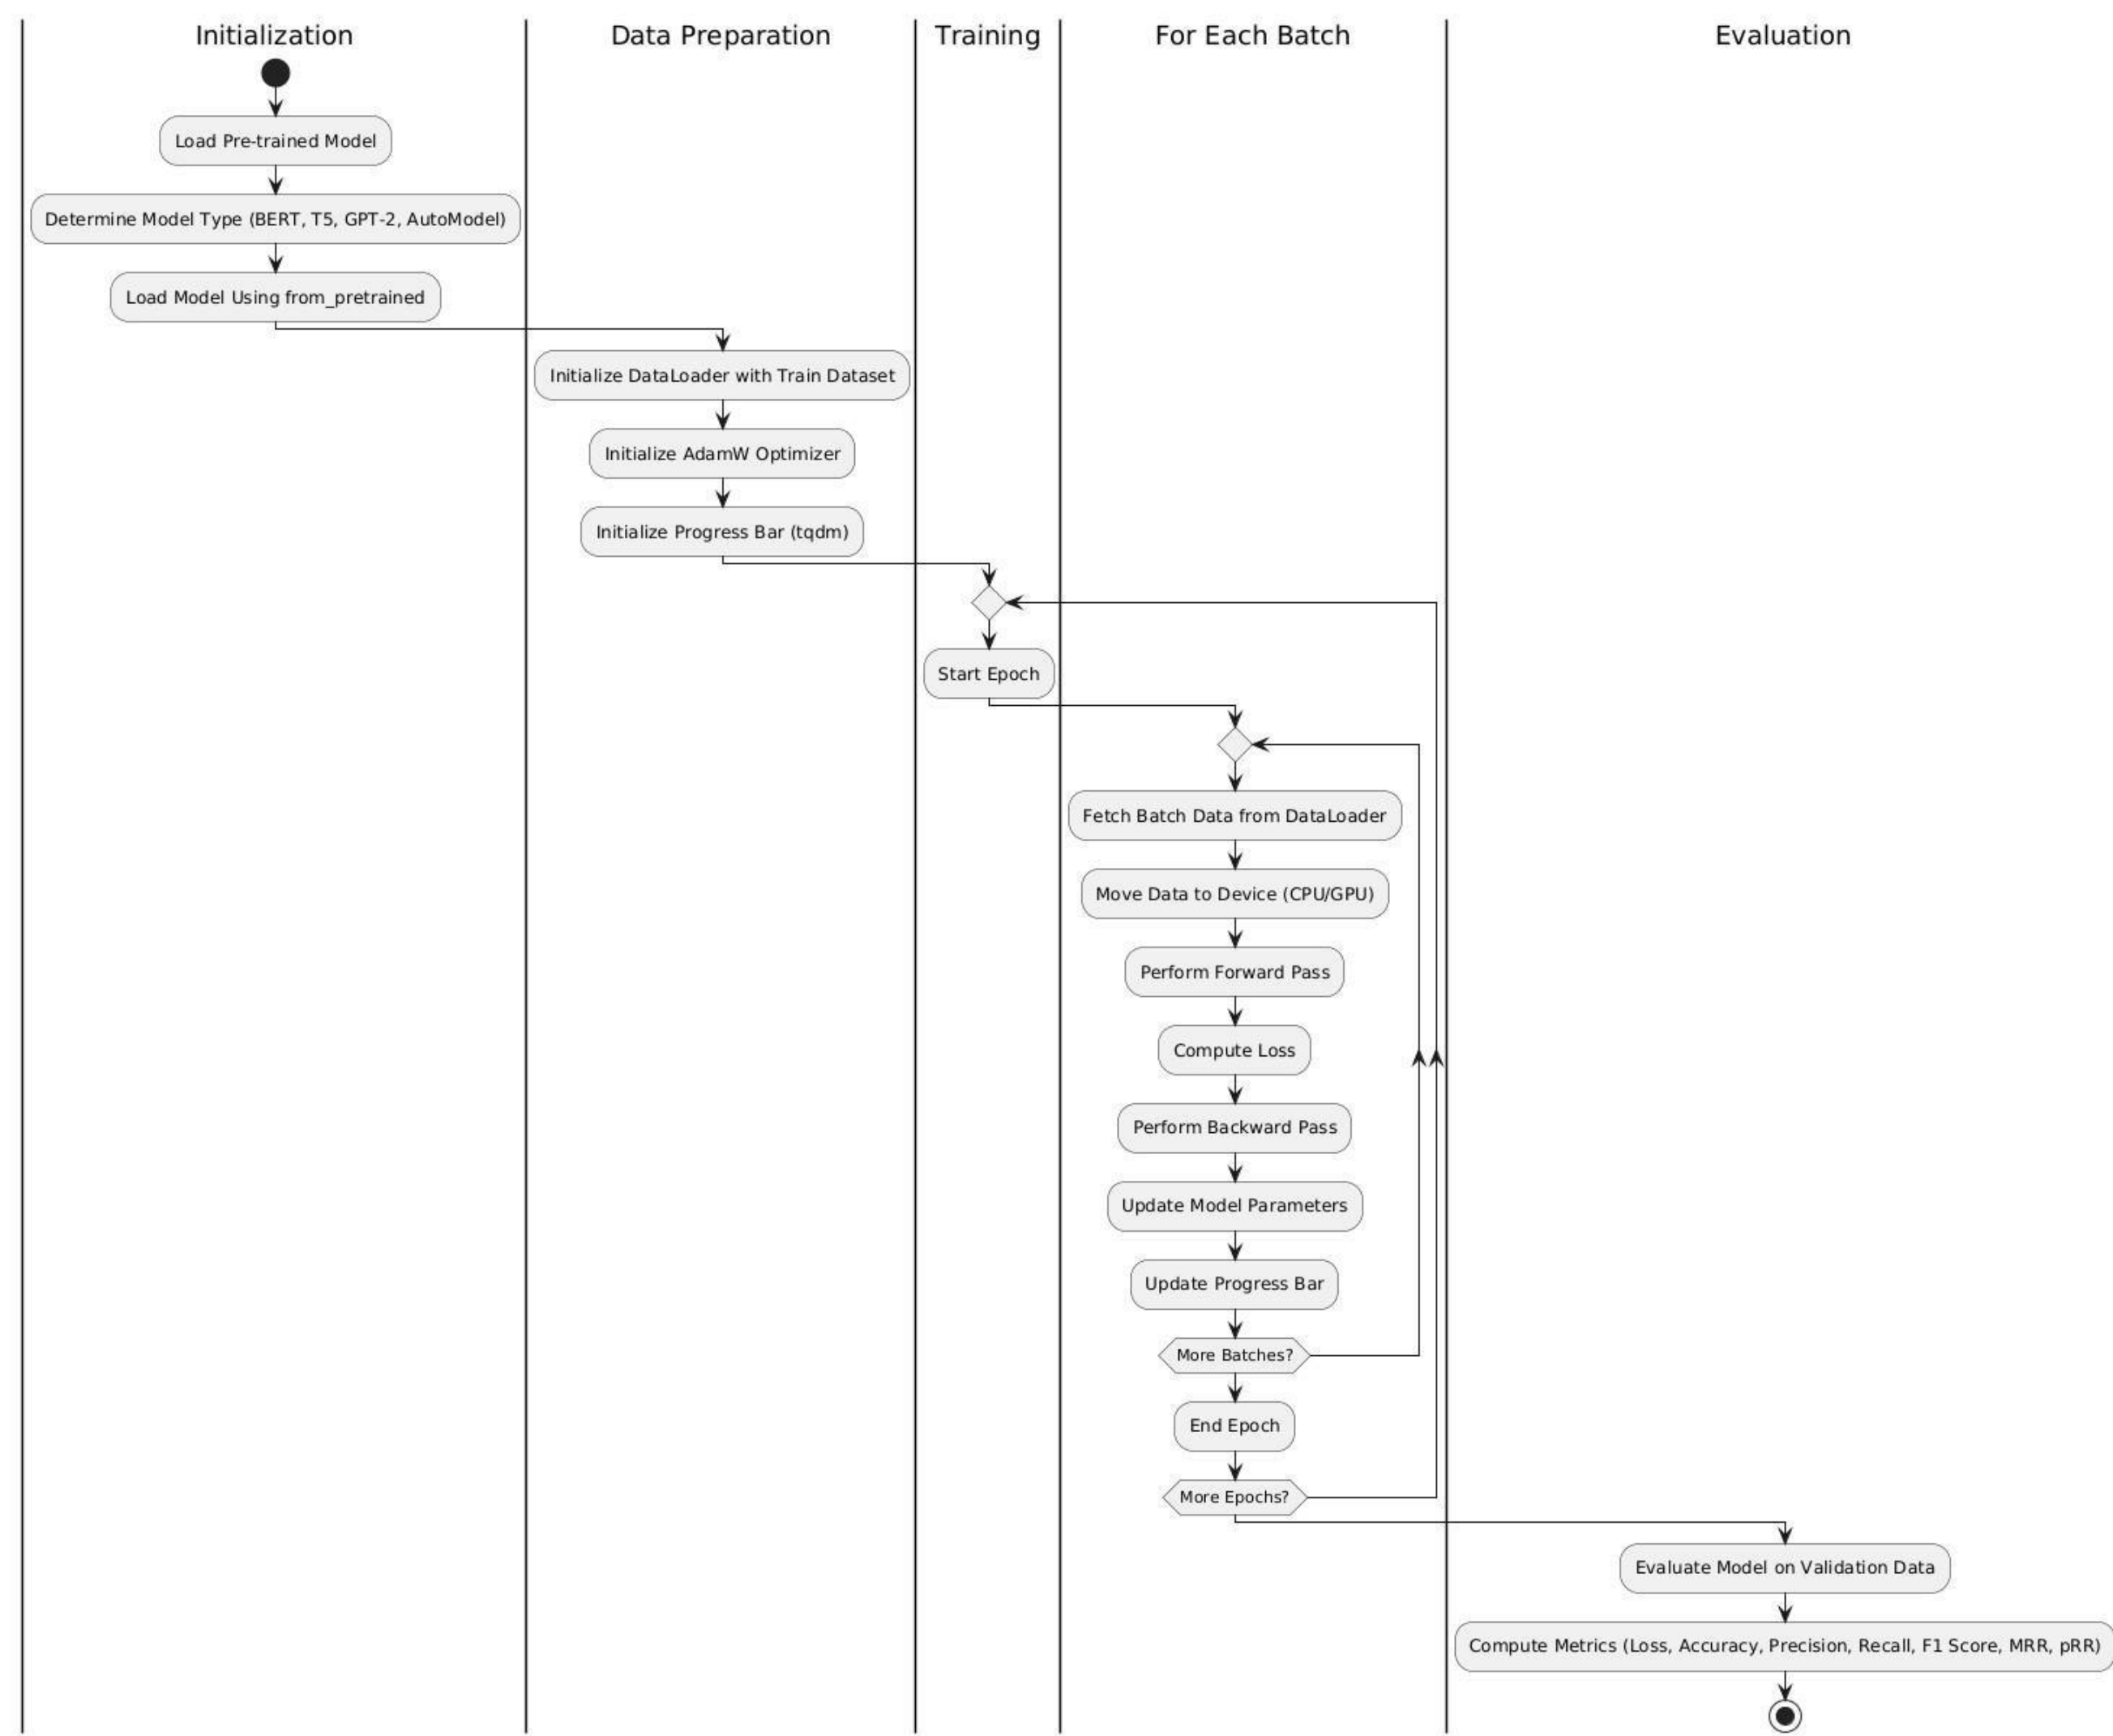 Initialization
Data Preparation
Training
For Each Batch
Evaluation
Load Pre-trained Model
Determine Model Type (BERT, T5, GPT-2, AutoModel)
Load Model Using from_pretrained
Initialize DataLoader with Train Dataset
Initialize AdamW Optimizer
Initialize Progress Bar (tqdm)
Start Epoch
Fetch Batch Data from DataLoader
Move Data to Device (CPU/GPU)
Perform Forward Pass
Compute Loss
Perform Backward Pass
Update Model Parameters
Update Progress Bar
More Batches?
End Epoch
More Epochs?
Evaluate Model on Validation Data
Compute Metrics (Loss, Accuracy, Precision, Recall, F1 Score, MRR, pRR)